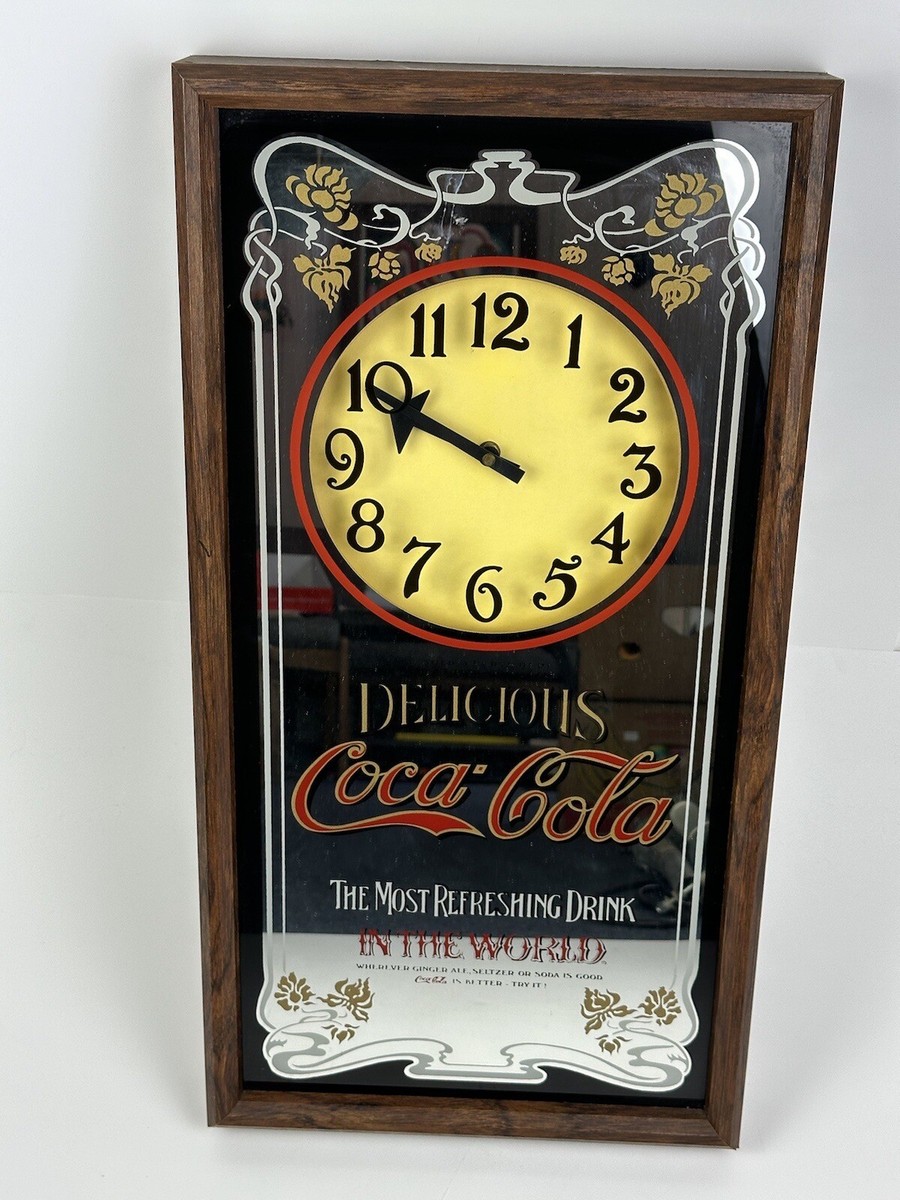 12
11
1
10
2
9
3
8
4
7
5
6
DELICIOUS
Coca-Cola
THE MOST REFRESHING DRINK
IN THE WORLD.
WHEREVER GINGER ALE, SELTZER OR SODA IS GOOD
Coca-Cola IS BETTER - TRY IT!